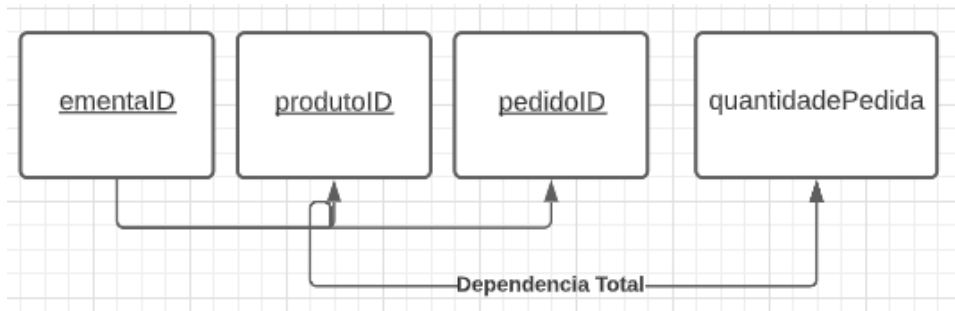 ementaID
produtoID
pedidoID
quantidadePedida
Dependencia Total